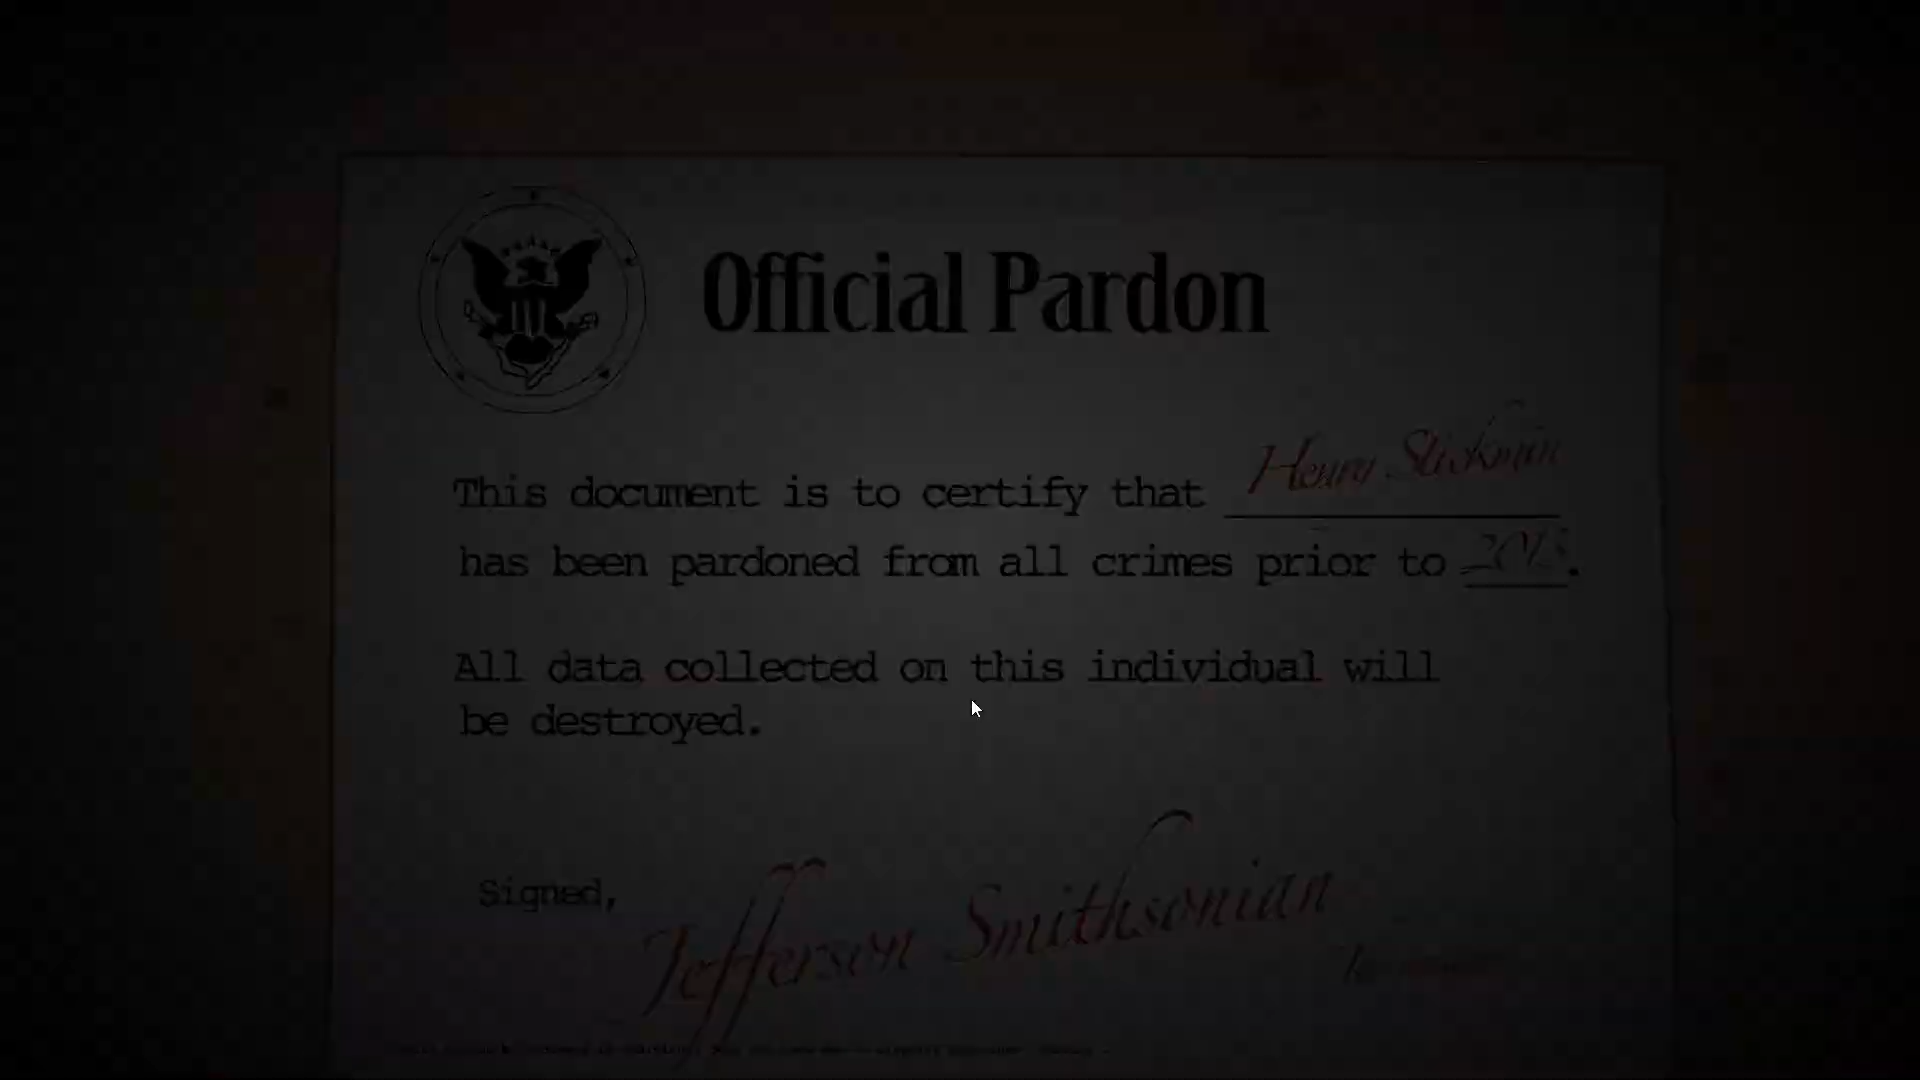 Official Pardon
This document is to certify that Henry Stickmin
has been pardoned from all crimes prior to
All data collected on this individual will
be destroyed.
Signed, Jefferson Smithsonian